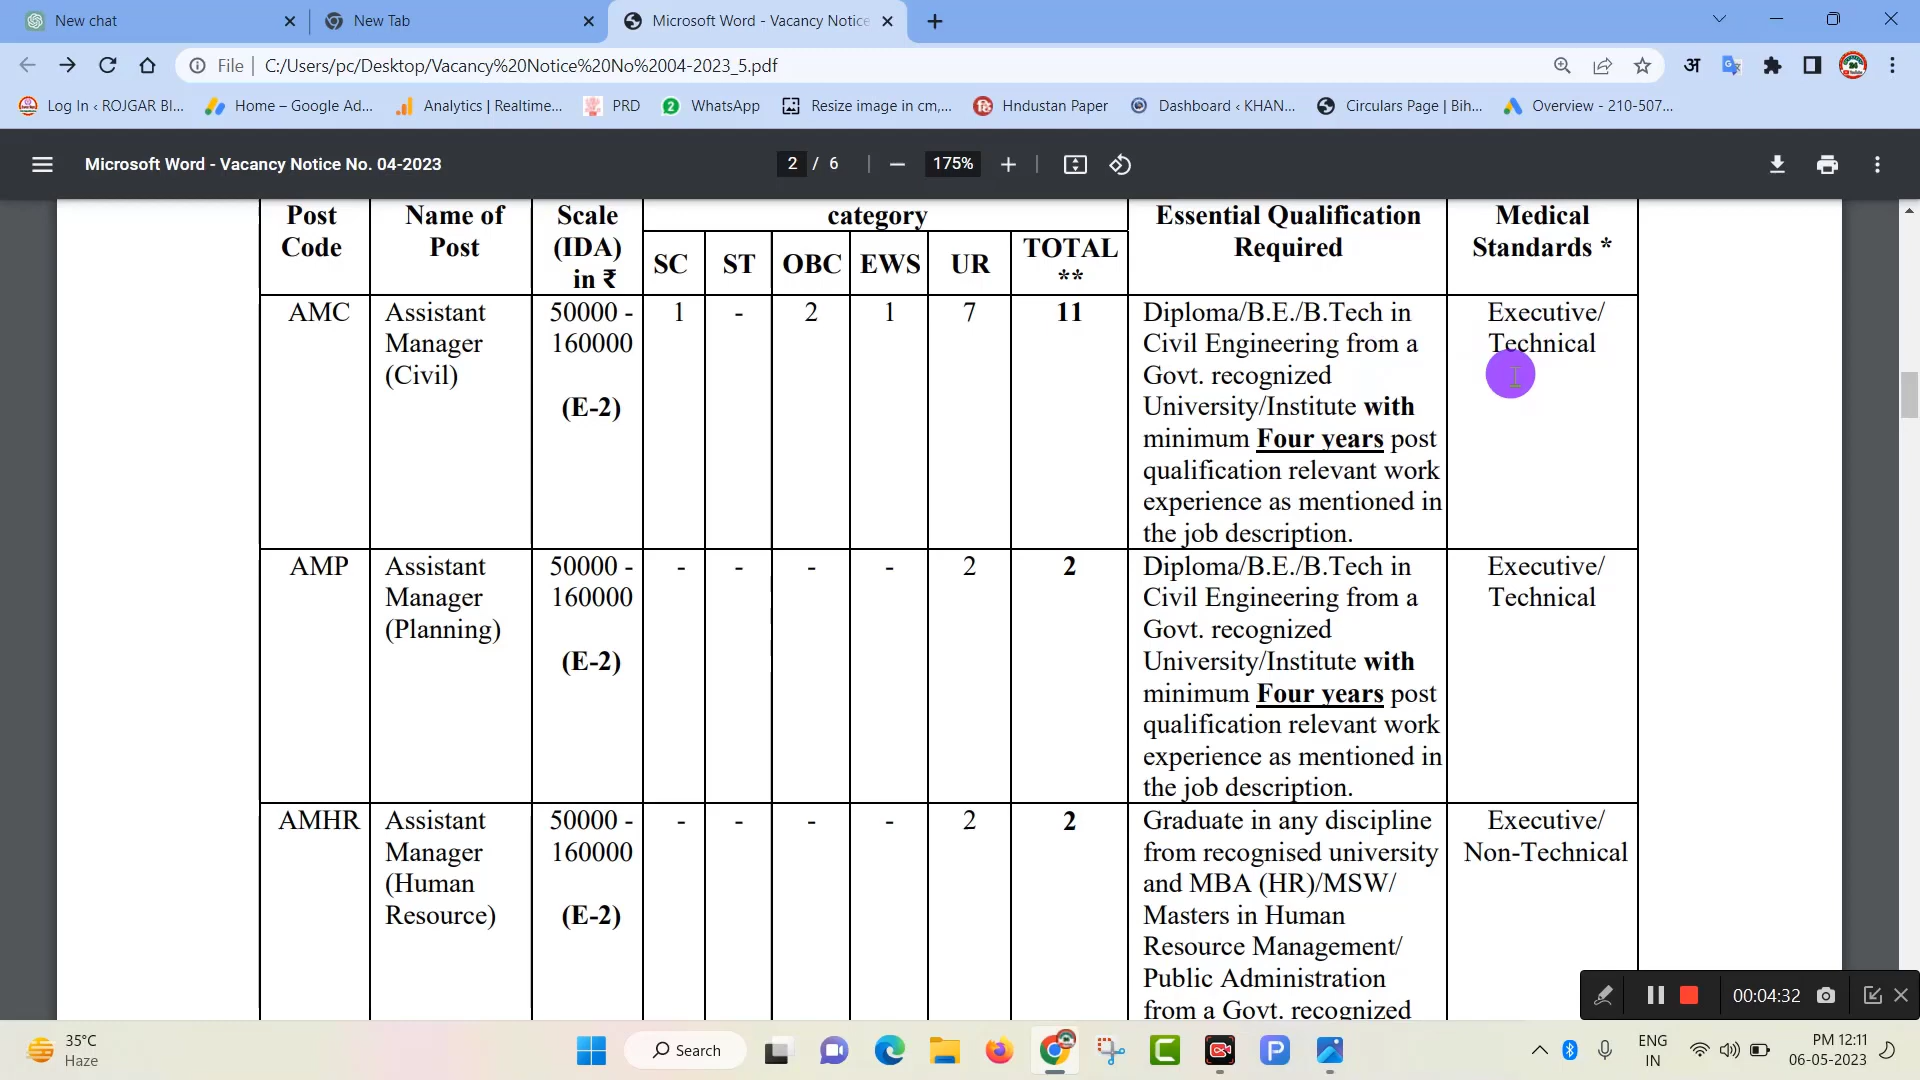 New chat
New Tab
Microsoft Word - Vacancy Notice
File
C:/Users/pc/Desktop/Vacancy%20Notice%20No%2004-2023_5.pdf
Log In ‹ ROJGAR BI...
Home – Google Ad...
Analytics | Realtime...
PRD
WhatsApp
Resize image in cm,...
Hndustan Paper
Dashboard ‹ KHAN...
Circulars Page | Bih...
Overview - 210-507...
Microsoft Word - Vacancy Notice No. 04-2023
2 / 6
175%
Post Code
Name of Post
Scale (IDA) in ₹
category
SC ST OBC EWS UR TOTAL **
Essential Qualification Required
Medical Standards *
AMC
Assistant
Manager
(Civil)
50000 -
160000
(E-2)
1 - 2 1 7 11
Diploma/B.E./B.Tech in
Civil Engineering from a
Govt. recognized
University/Institute with
minimum Four years post
qualification relevant work
experience as mentioned in
the job description.
Executive/
Technical
AMP
Assistant
Manager
(Planning)
50000 -
160000
(E-2)
- - - - 2 2
Diploma/B.E./B.Tech in
Civil Engineering from a
Govt. recognized
University/Institute with
minimum Four years post
qualification relevant work
experience as mentioned in
the job description.
Executive/
Technical
AMHR
Assistant
Manager
(Human
Resource)
50000 -
160000
(E-2)
- - - - 2 2
Graduate in any discipline
from recognised university
and MBA (HR)/MSW/
Masters in Human
Resource Management/
Public Administration
from a Govt. recognized
Executive/
Non-Technical
00:04:32
35°C
Haze
Search
ENG
IN
PM 12:11
06-05-2023